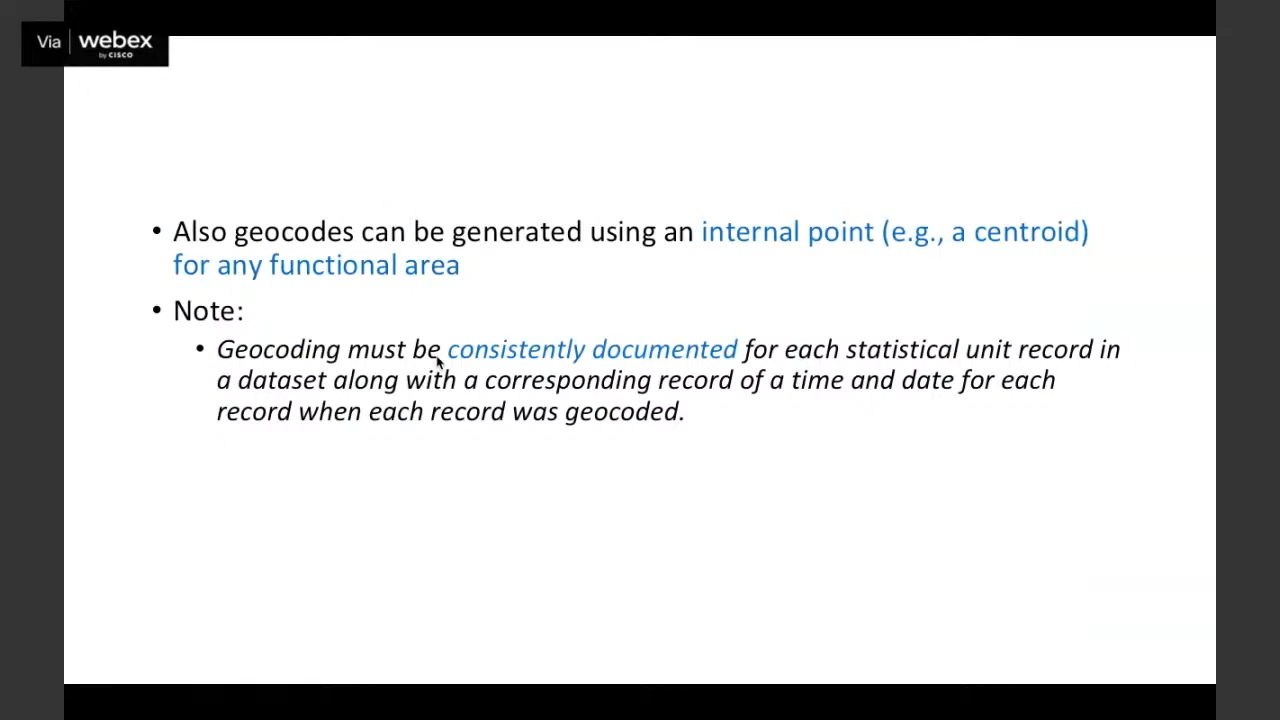 Via webex
by CISCO
• Also geocodes can be generated using an internal point (e.g., a centroid)
for any functional area
• Note:
• Geocoding must be consistently documented for each statistical unit record in
a dataset along with a corresponding record of a time and date for each
record when each record was geocoded.